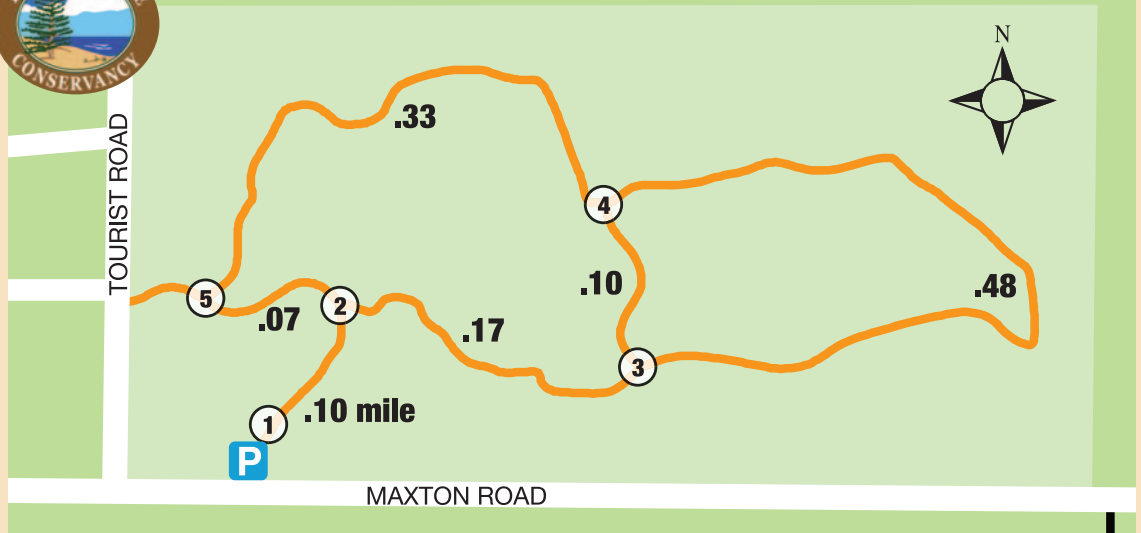 CONSERVANCY
N
TOURIST ROAD
.33
4
.10
.48
5
.07
2
.17
3
1
.10 mile
P
MAXTON ROAD